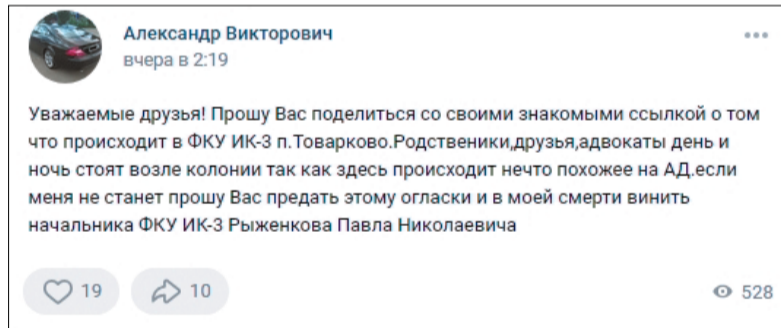 Александр Викторович
вчера в 2:19
Уважаемые друзья! Прошу Вас поделиться со своими знакомыми ссылкой о том
что происходит в ФКУ ИК-3 п.Товарково.Родственики,друзья,адвокаты день и
ночь стоят возле колонии так как здесь происходит нечто похожее на АД.если
меня не станет прошу Вас предать этому огласки и в моей смерти винить
начальника ФКУ ИК-3 Рыженкова Павла Николаевича
19
10
528